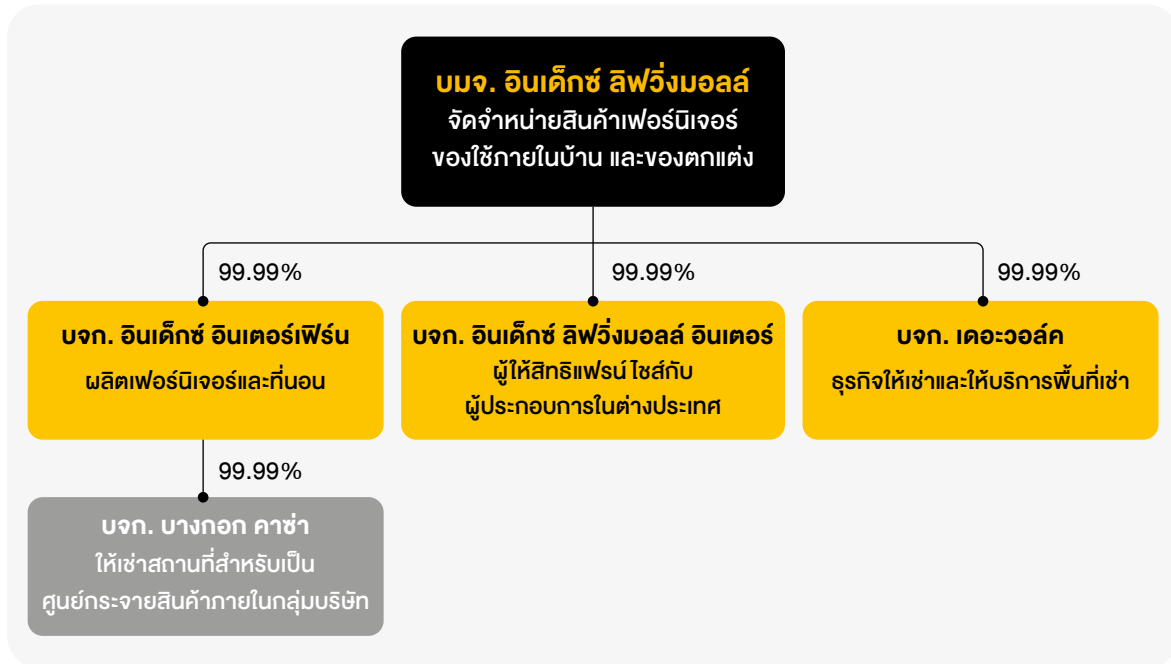 บมจ. อินเด็กซ์ ลิฟวิ่งมอลล์
จัดจำหน่ายสินค้าเฟอร์นิเจอร์
ของใช้ภายในบ้าน และของตกแต่ง
99.99%
99.99%
99.99%
บจก. อินเด็กซ์ อินเตอร์เฟิร์น
ผลิตเฟอร์นิเจอร์และที่นอน
บจก. อินเด็กซ์ ลิฟวิ่งมอลล์ อินเตอร์
ผู้ให้สิทธิแฟรนไชส์กับ
ผู้ประกอบการในต่างประเทศ
บจก. เดอะวอล์ค
ธุรกิจให้เช่าและให้บริการพื้นที่เช่า
99.99%
บจก. บางกอก คาซ่า
ให้เช่าสถานที่สำหรับเป็น
ศูนย์กระจายสินค้าภายในกลุ่มบริษัท